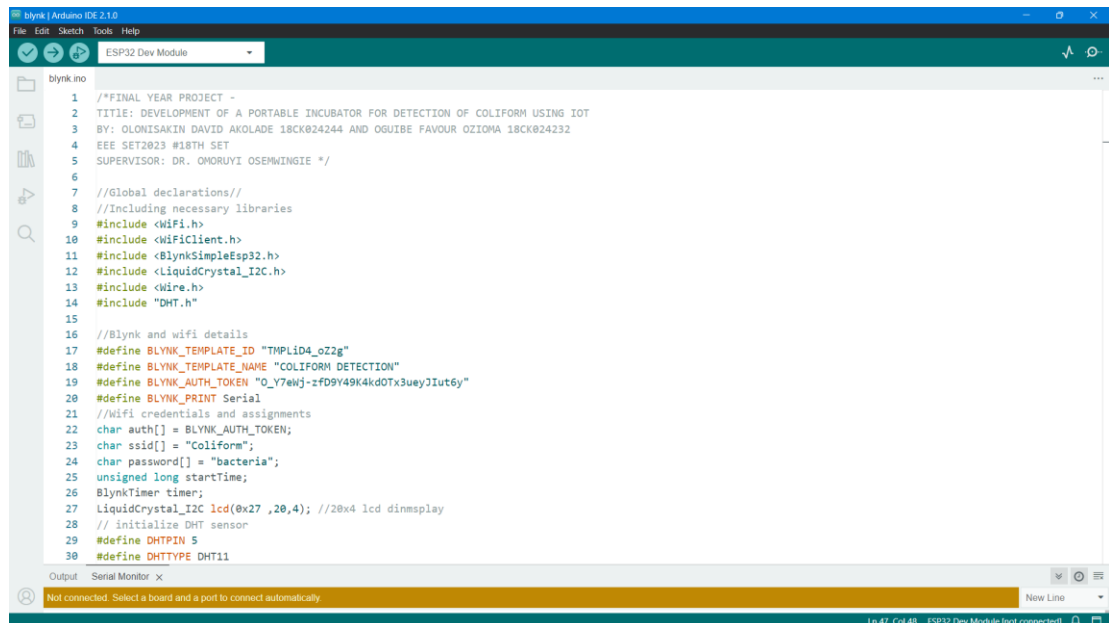 blynk | Arduino IDE 2.1.0
File Edit Sketch Tools Help
ESP32 Dev Module
blynk.ino
1 /*FINAL YEAR PROJECT -
2 TITlE: DEVELOPMENT OF A PORTABLE INCUBATOR FOR DETECTION OF COLIFORM USING IOT
3 BY: OLONISAKIN DAVID AKOLADE 18CK024244 AND OGUIBE FAVOUR OZIOMA 18CK024232
4 EEE SET2023 #18TH SET
5 SUPERVISOR: DR. OMORUYI OSEMWINGIE */
6
7 //Global declarations//
8 //Including necessary libraries
9 #include <WiFi.h>
10 #include <WiFiClient.h>
11 #include <BlynkSimpleEsp32.h>
12 #include <LiquidCrystal_I2C.h>
13 #include <Wire.h>
14 #include "DHT.h"
15
16 //Blynk and wifi details
17 #define BLYNK_TEMPLATE_ID "TMPLiD4_oZ2g"
18 #define BLYNK_TEMPLATE_NAME "COLIFORM DETECTION"
19 #define BLYNK_AUTH_TOKEN "O_Y7eWj-zfD9Y49K4kdOTx3ueyJIut6y"
20 #define BLYNK_PRINT Serial
21 //Wifi credentials and assignments
22 char auth[] = BLYNK_AUTH_TOKEN;
23 char ssid[] = "Coliform";
24 char password[] = "bacteria";
25 unsigned long startTime;
26 BlynkTimer timer;
27 LiquidCrystal_I2C lcd(0x27 ,20,4); //20x4 lcd dinmsplay
28 // initialize DHT sensor
29 #define DHTPIN 5
30 #define DHTTYPE DHT11
Output Serial Monitor x
Not connected. Select a board and a port to connect automatically.
New Line
Ln 47, Col 48 ESP32 Dev Module [not connected]